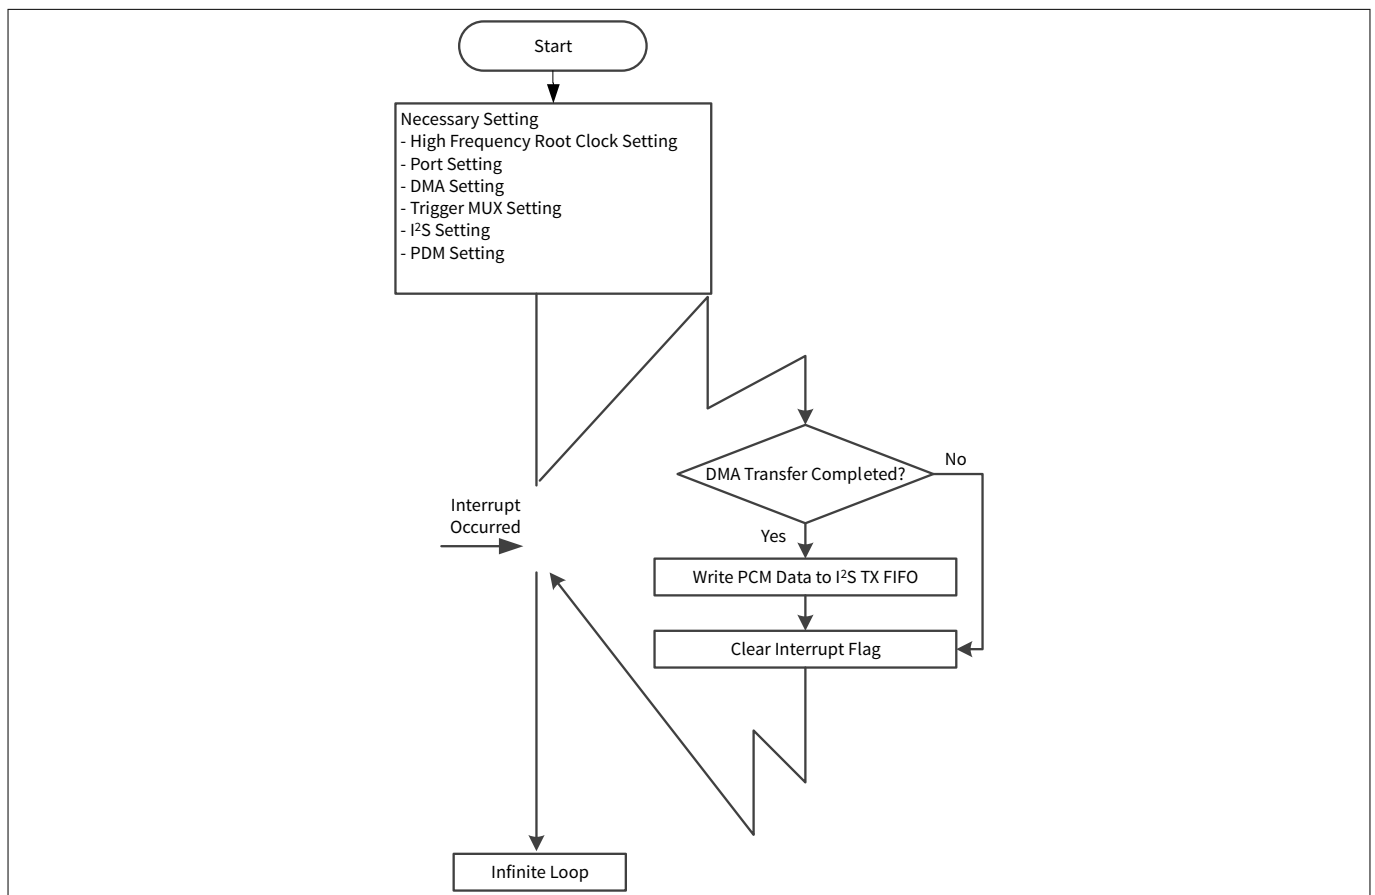 Start
Necessary Setting
- High Frequency Root Clock Setting
- Port Setting
- DMA Setting
- Trigger MUX Setting
- I²S Setting
- PDM Setting
DMA Transfer Completed?
No
Interrupt
Occurred
Yes
Write PCM Data to I²S TX FIFO
Clear Interrupt Flag
Infinite Loop